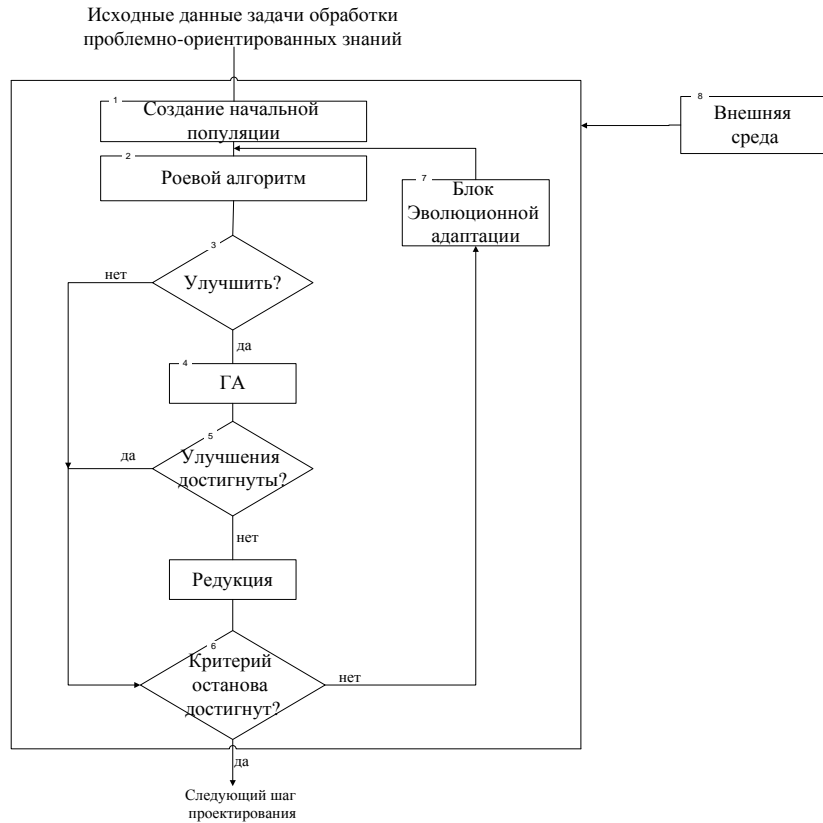 Исходные данные задачи обработки
проблемно-ориентированных знаний
1
Создание начальной
популяции
8
Внешняя
среда
2
Роевой алгоритм
7
Блок
Эволюционной
адаптации
3
Улучшить?
нет
да
4
ГА
5
Улучшения
достигнуты?
да
нет
Редукция
6
Критерий
останова
достигнут?
нет
да
Следующий шаг
проектирования